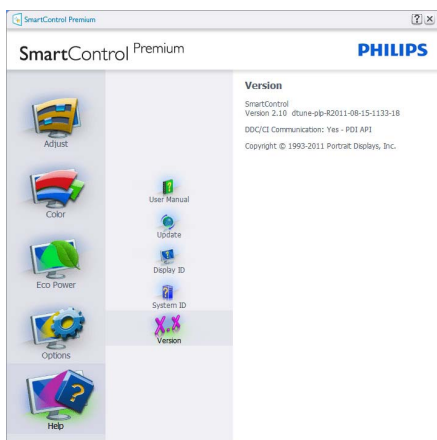 SmartControl Premium
SmartControl Premium
PHILIPS
Adjust
Color
Eco Power
Options
Help
User Manual
Update
Display ID
System ID
X.X
Version
Version
SmartControl
Version 2.10 dtune-plp-R2011-08-15-1133-18
DDC/CI Communication: Yes - PDI API
Copyright © 1993-2011 Portrait Displays, Inc.